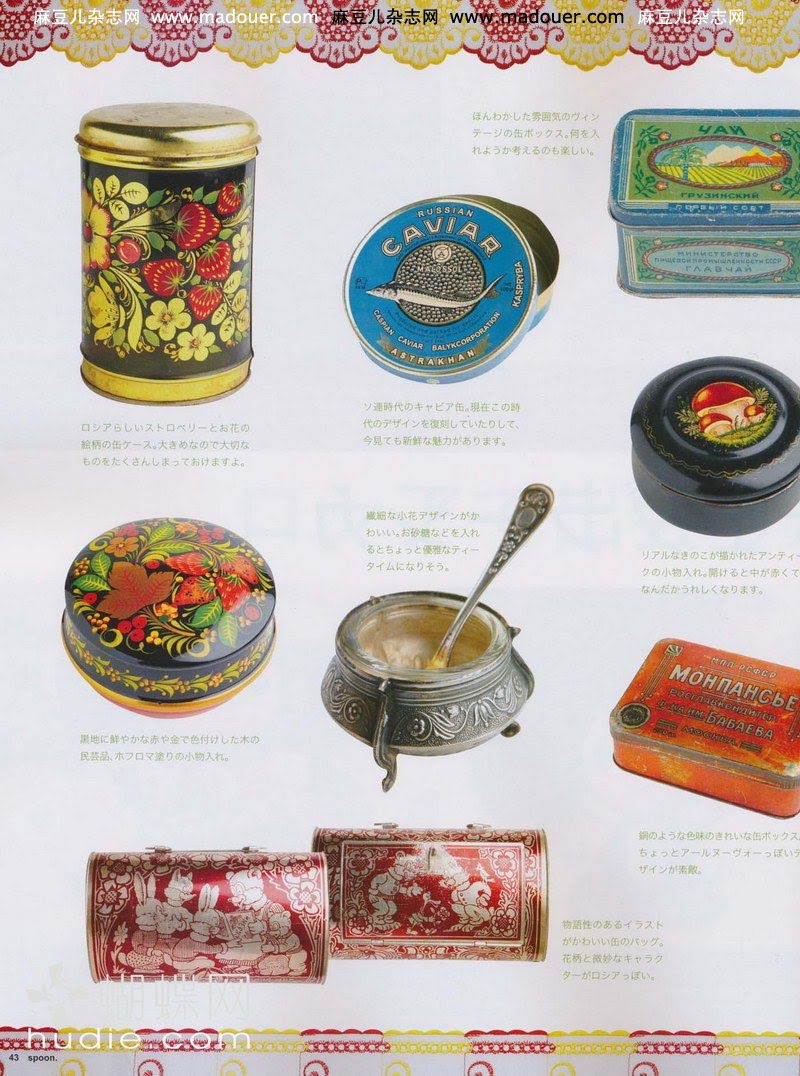 麻豆儿杂志网 www.madouer.com 麻豆儿杂志网 www.madouer.com 麻豆儿杂志网
ほんわかした雰囲気のヴィン
テージの缶ボックス。何を入
れようか考えるのも楽しい。
ЧАЙ
ГРУЗИНСКИЙ
ПЕРВЫЙ СОРТ
МИНИСТЕРСТВО
ПИЩЕВОЙ ПРОМЫШЛЕННОСТИ СССР
ГЛАВЧАЙ
RUSSIAN
CAVIAR
MALOSSOL
KASPRYBA
CASPIAN CAVIAR BALYKCORPORATION
ASTRAKHAN
ロシアらしいストロベリーとお花の
絵柄の缶ケース。大きめなので大切な
ものをたくさんしまっておけますよ。
ソ連時代のキャビア缶。現在この時
代のデザインを復刻していたりして、
今見ても新鮮な魅力があります。
繊細な小花デザインがか
わいい。お砂糖などを入れ
るとちょっと優雅なティー
タイムになりそう。
リアルなきのこが描かれたアンティー
クの小物入れ。開けると中が赤くて
なんだかうれしくなります。
МПП РСФСР
МОНПАНСЬЕ
РОСГЛАВКОНДИТЕР
Ф-КА ИМ. БАБАЕВА
МОСКВА
黒地に鮮やかな赤や金で色付けした木の
民芸品、ホフロマ塗りの小物入れ。
銅のような色味のきれいな缶ボックス。
ちょっとアールヌーヴォーっぽいデ
ザインが素敵。
物語性のあるイラスト
がかわいい缶のバッグ。
花柄と微妙なキャラク
ターがロシアっぽい。
蝴蝶网
hudie.com
43 spoon.